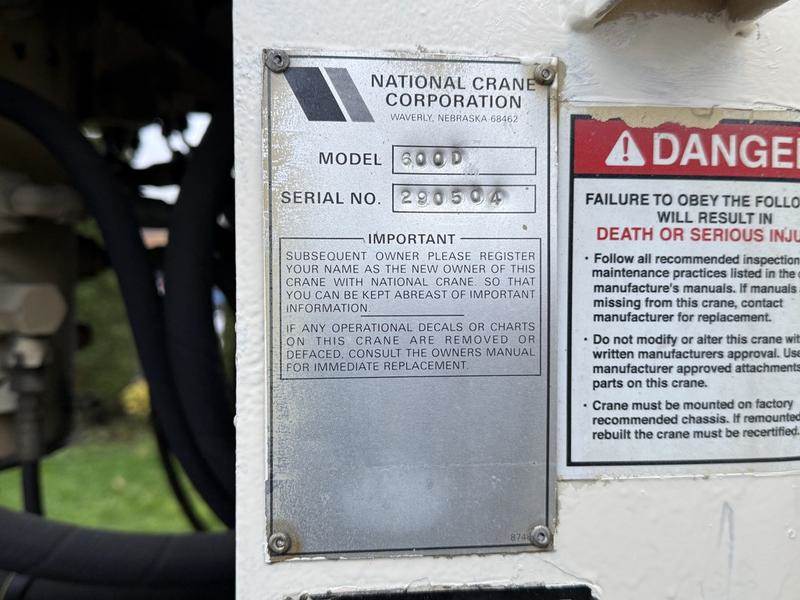 NATIONAL CRANE
CORPORATION
WAVERLY, NEBRASKA 68462
MODEL 600D
SERIAL NO. 290504
IMPORTANT
SUBSEQUENT OWNER PLEASE REGISTER
YOUR NAME AS THE NEW OWNER OF THIS
CRANE WITH NATIONAL CRANE. SO THAT
YOU CAN BE KEPT ABREAST OF IMPORTANT
INFORMATION.
IF ANY OPERATIONAL DECALS OR CHARTS
ON THIS CRANE ARE REMOVED OR
DEFACED, CONSULT THE OWNERS MANUAL
FOR IMMEDIATE REPLACEMENT.
DANGE
FAILURE TO OBEY THE FOLLO
WILL RESULT IN
DEATH OR SERIOUS INJU
· Follow all recommended inspection
maintenance practices listed in the
manufacture's manuals. If manuals
missing from this crane, contact
manufacturer for replacement.
· Do not modify or alter this crane wit
written manufacturers approval. Use
manufacturer approved attachments
parts on this crane.
· Crane must be mounted on factory
recommended chassis. If remounted
rebuilt the crane must be recertified.